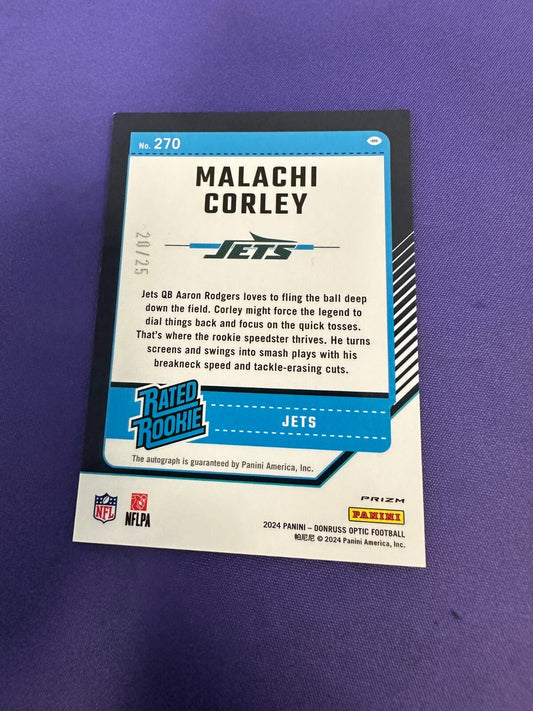 No. 270
MALACHI
CORLEY
JETS
20/25
Jets QB Aaron Rodgers loves to fling the ball deep
down the field. Corley might force the legend to
dial things back and focus on the quick tosses.
That's where the rookie speedster thrives. He turns
screens and swings into smash plays with his
breakneck speed and tackle-erasing cuts.
RATED
ROOKIE
JETS
The autograph is guaranteed by Panini America, Inc.
NFL
NFLPA
PRIZM
PANINI
2024 PANINI – DONRUSS OPTIC FOOTBALL
帕尼尼 © 2024 Panini America, Inc.